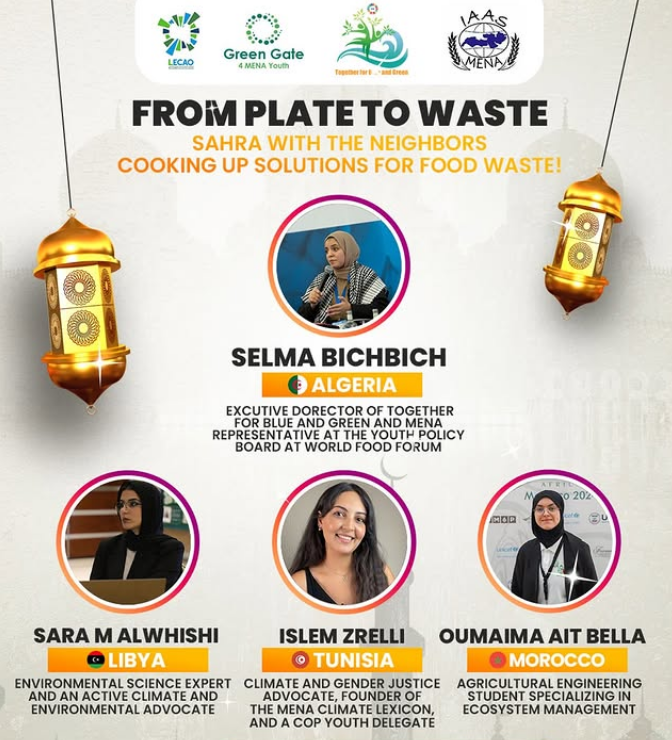 LECAO
Green Gate
4 MENA Youth
Together for and Green
IAAS
MENA
FROM PLATE TO WASTE
SAHRA WITH THE NEIGHBORS
COOKING UP SOLUTIONS FOR FOOD WASTE!
SELMA BICHBICH
ALGERIA
EXCUTIVE DORECTOR OF TOGETHER
FOR BLUE AND GREEN AND MENA
REPRESENTATIVE AT THE YOUTH POLICY
BOARD AT WORLD FOOD FORUM
SARA M ALWHISHI
LIBYA
ENVIRONMENTAL SCIENCE EXPERT
AND AN ACTIVE CLIMATE AND
ENVIRONMENTAL ADVOCATE
ISLEM ZRELLI
TUNISIA
CLIMATE AND GENDER JUSTICE
ADVOCATE, FOUNDER OF
THE MENA CLIMATE LEXICON,
AND A COP YOUTH DELEGATE
AFRIC
202
unicef
OUMAIMA AIT BELLA
MOROCCO
AGRICULTURAL ENGINEERING
STUDENT SPECIALIZING IN
ECOSYSTEM MANAGEMENT